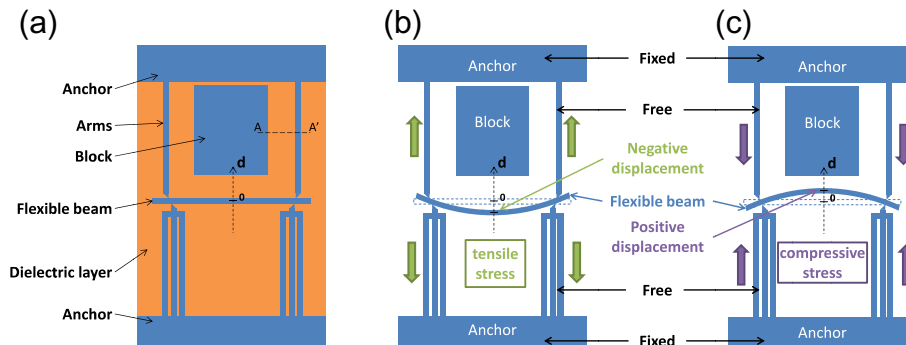 (a)
Anchor
Arms
Block
A
A'
d
0
Flexible beam
Dielectric layer
Anchor
(b)
Anchor
Block
d
0
tensile
stress
Anchor
Fixed
Free
Negative
displacement
Flexible beam
Positive
displacement
Free
Fixed
(c)
Anchor
Block
d
0
compressive
stress
Anchor